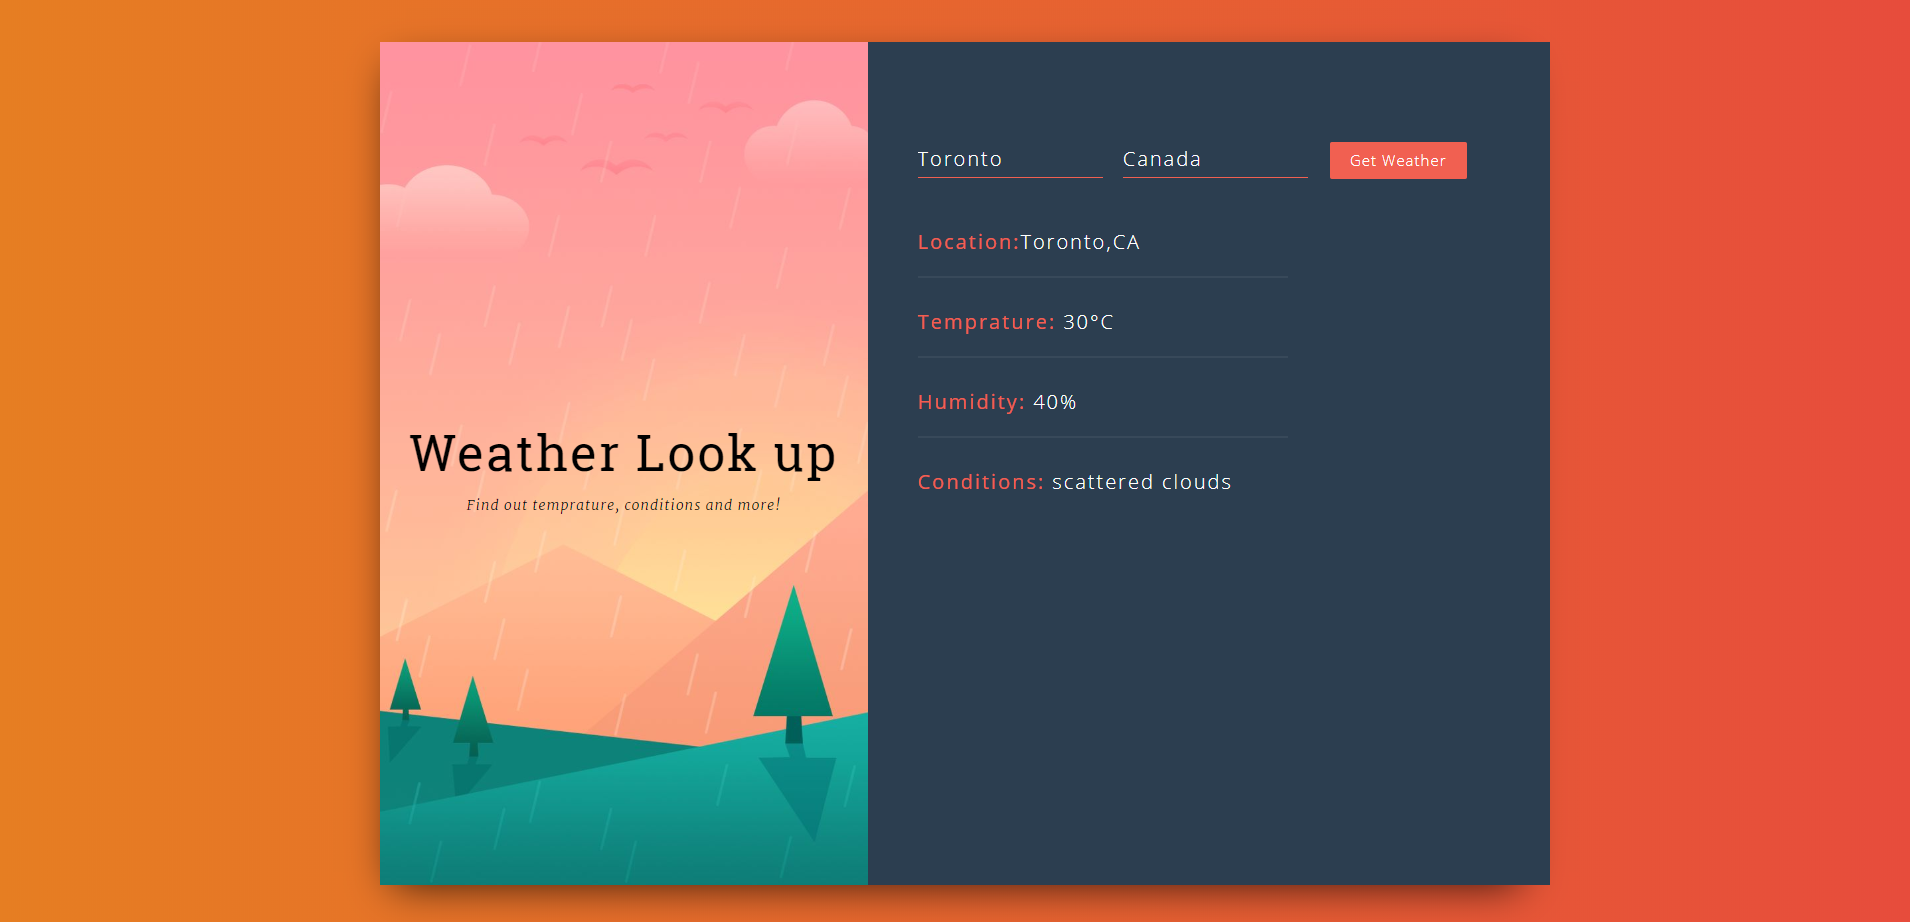 Weather Look up
Find out temprature, conditions and more!
Toronto Canada Get Weather
Location:Toronto,CA
Temprature: 30°C
Humidity: 40%
Conditions: scattered clouds